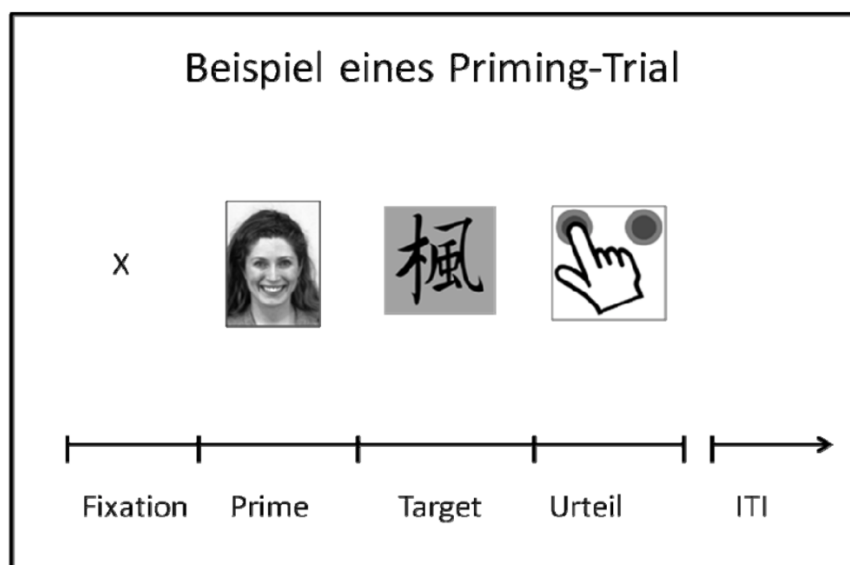 Beispiel eines Priming-Trial
X
楓
Fixation Prime Target Urteil ITI